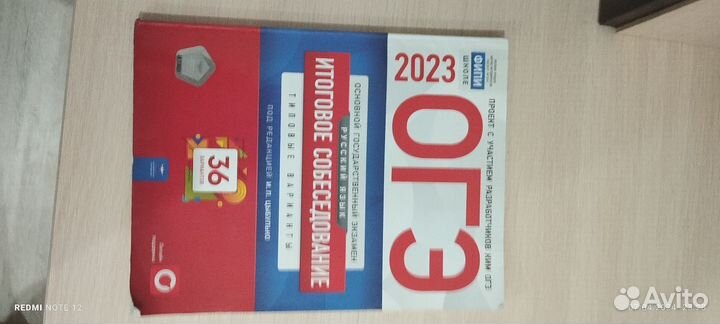 ПРОЕКТ С УЧАСТИЕМ РАЗРАБОТЧИКОВ КИМ ОГЭ
ФИПИ
ШКОЛЕ
2023
ОГЭ
ОСНОВНОЙ ГОСУДАРСТВЕННЫЙ ЭКЗАМЕН
РУССКИЙ ЯЗЫК
ИТОГОВОЕ СОБЕСЕДОВАНИЕ
ТИПОВЫЕ ВАРИАНТЫ
ПОД РЕДАКЦИЕЙ И.П. ЦЫБУЛЬКО
36
ВАРИАНТОВ
REDMI NOTE 12
Avito